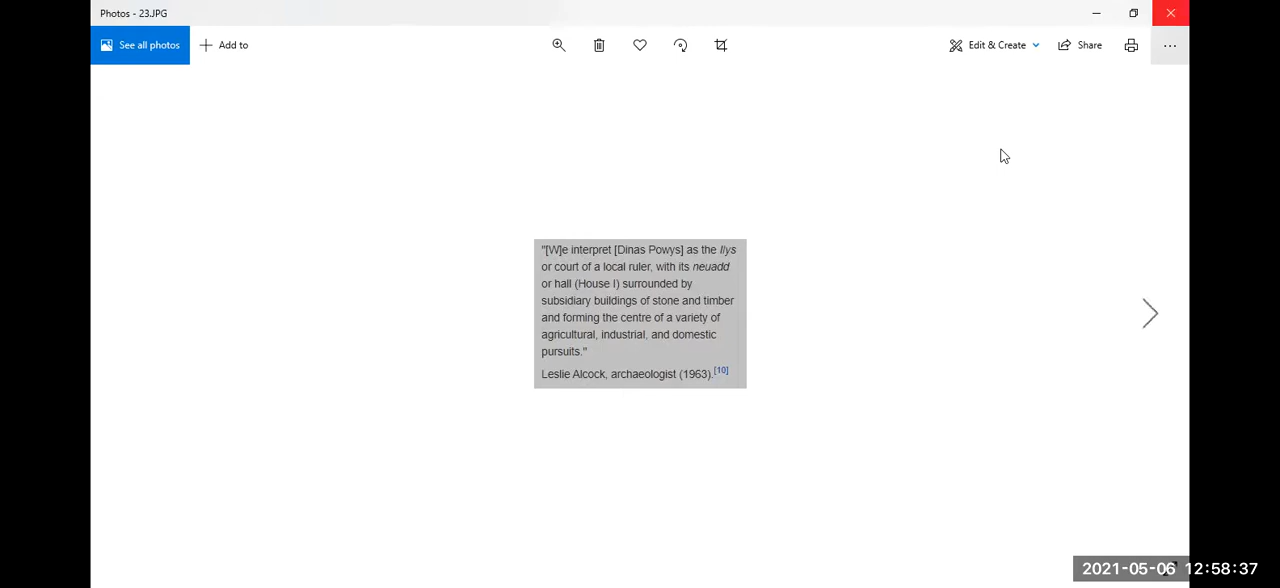 Photos - 23.JPG
See all photos
Add to
Edit & Create
Share
"[W]e interpret [Dinas Powys] as the llys
or court of a local ruler, with its neuadd
or hall (House I) surrounded by
subsidiary buildings of stone and timber
and forming the centre of a variety of
agricultural, industrial, and domestic
pursuits."
Leslie Alcock, archaeologist (1963).[10]
2021-05-06 12:58:37